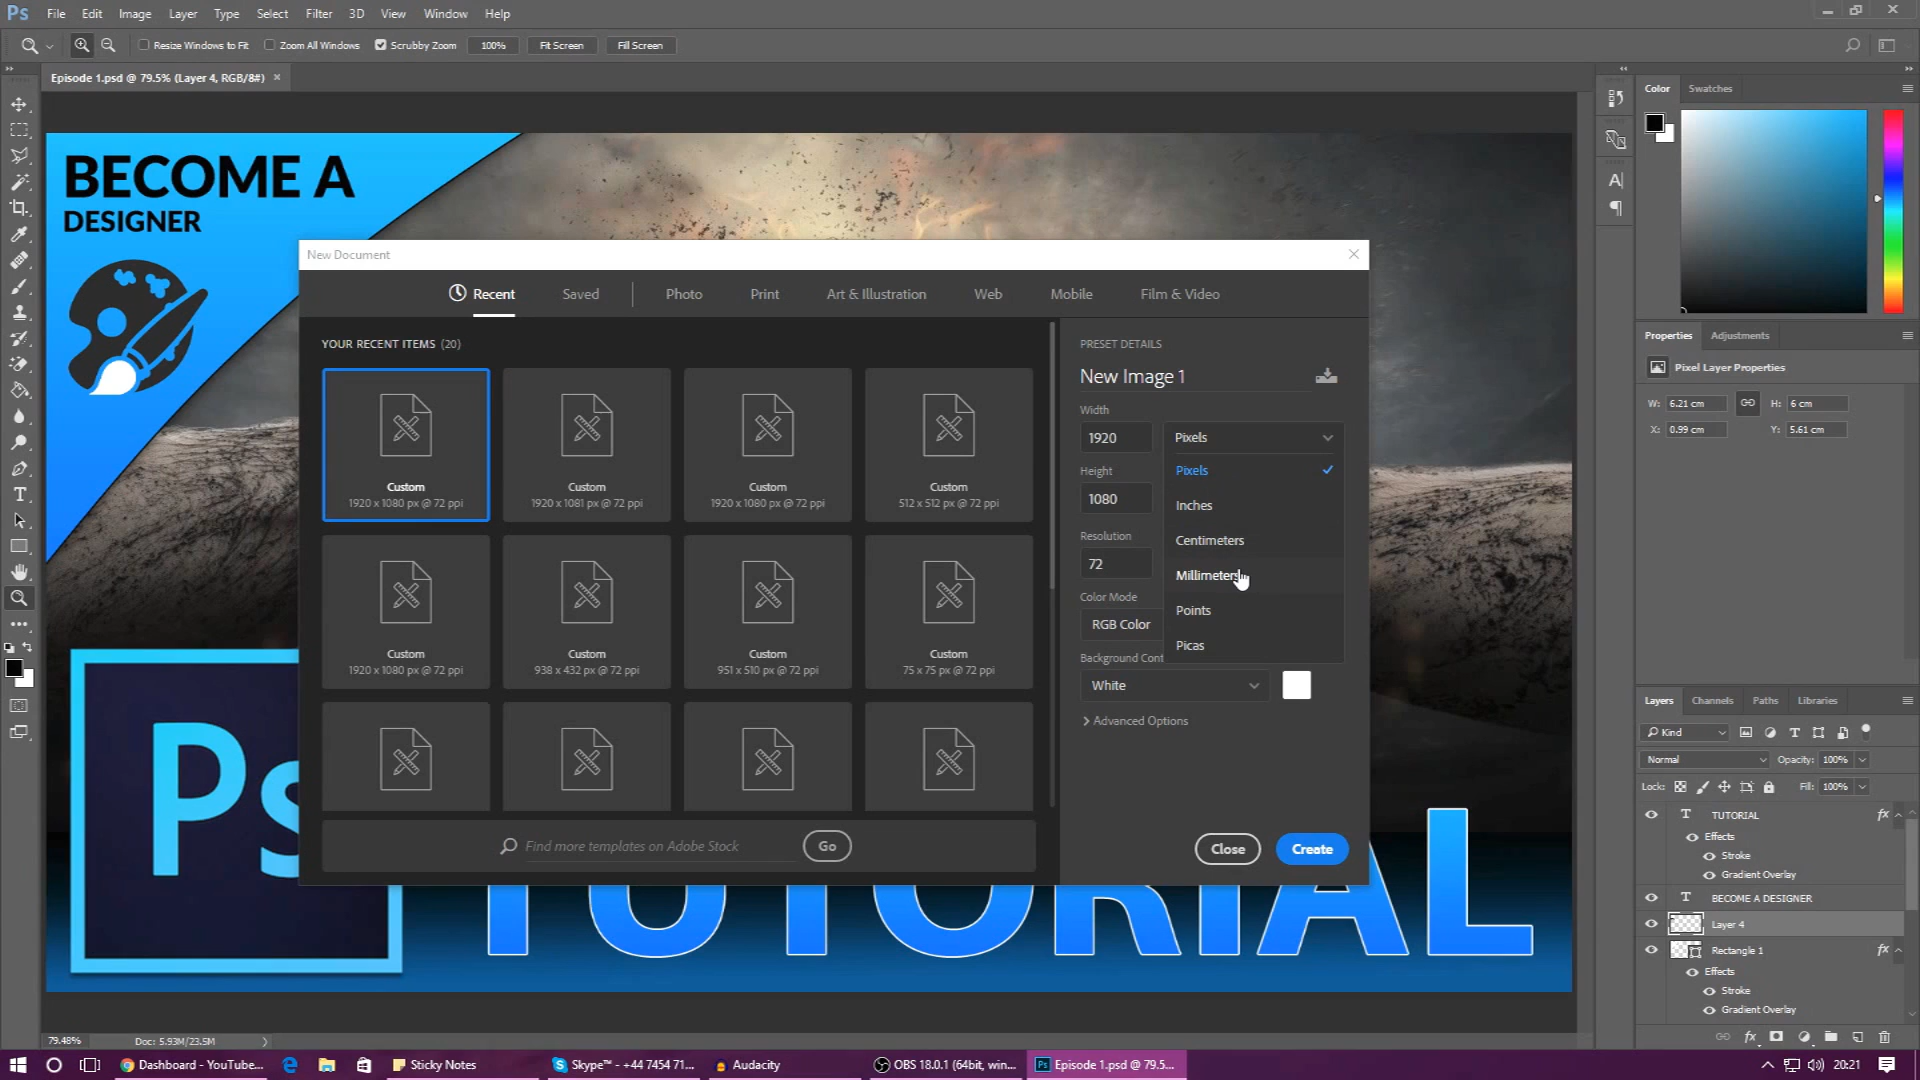 Ps File Edit Image Layer Type Select Filter 3D View Window Help
Resize Windows to Fit Zoom All Windows Scrubby Zoom 100% Fit Screen Fill Screen
Episode 1.psd @ 79.5% (Layer 4, RGB/8#) ×
BECOME A
DESIGNER
New Document
Recent Saved Photo Print Art & Illustration Web Mobile Film & Video
YOUR RECENT ITEMS (20)
Custom
1920 x 1080 px @ 72 ppi
Custom
1920 x 1081 px @ 72 ppi
Custom
1920 x 1080 px @ 72 ppi
Custom
512 x 512 px @ 72 ppi
Custom
1920 x 1080 px @ 72 ppi
Custom
938 x 432 px @ 72 ppi
Custom
951 x 510 px @ 72 ppi
Custom
75 x 75 px @ 72 ppi
Find more templates on Adobe Stock Go
PRESET DETAILS
New Image 1
Width
1920 Pixels
Height
1080
Resolution
72
Color Mode
RGB Color
Background Cont
White
Advanced Options
Pixels
Inches
Centimeters
Millimeters
Points
Picas
Close Create
Ps
TUTORIAL
Color Swatches
Properties Adjustments
Pixel Layer Properties
W: 6.21 cm H: 6 cm
X: 0.99 cm Y: 5.61 cm
Layers Channels Paths Libraries
Kind
Normal Opacity: 100%
Lock: Fill: 100%
TUTORIAL fx
Effects
Stroke
Gradient Overlay
BECOME A DESIGNER
Layer 4
Rectangle 1 fx
Effects
Stroke
Gradient Overlay
79.48% Doc: 5.93M/23.5M
Dashboard - YouTube... Sticky Notes Skype™ - +44 7454 71... Audacity OBS 18.0.1 (64bit, win... Episode 1.psd @ 79.5... 20:21